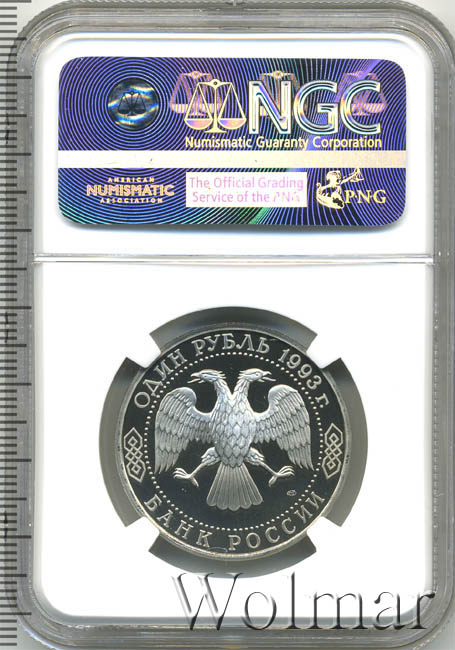 NGC
Numismatic Guaranty Corporation
AMERICAN
NUMISMATIC
ASSOCIATION
The Official Grading
Service of the PNG
PNG
ОДИН РУБЛЬ 1993 г.
БАНК РОССИИ
Wolmar